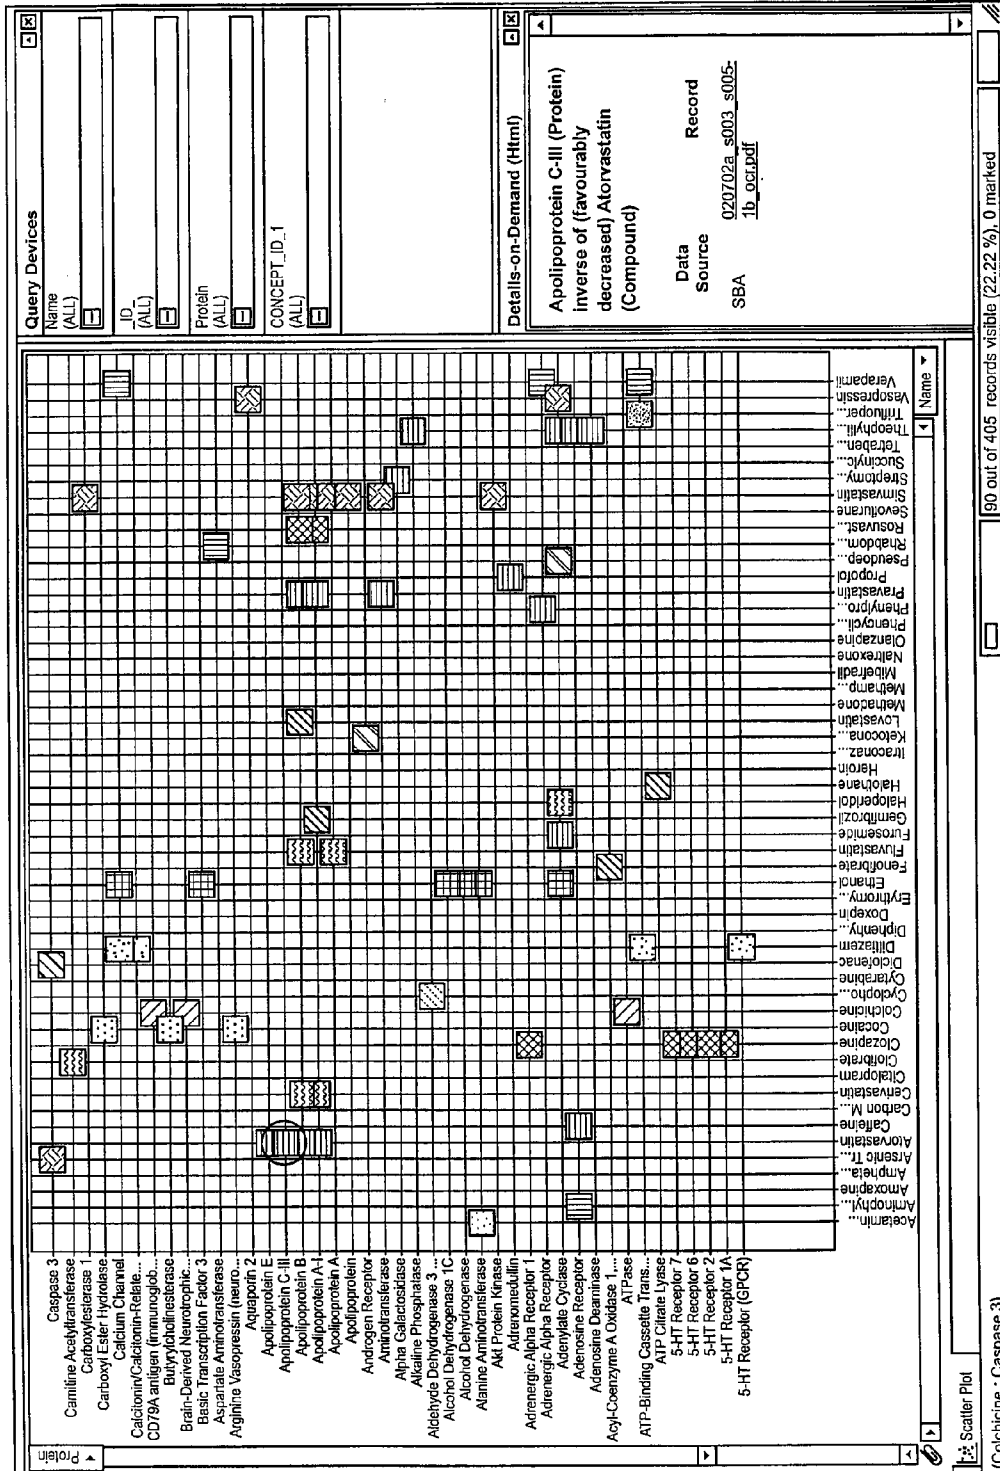 Protein
Caspase 3
Carnitine Acetyltransferase
Carboxylesterase 1
Carboxyl Ester Hydrolase
Calcium Channel
Calcitonin/Calcitonin-Relate...
CD79A antigen (immunoglob...
Butyrylcholinesterase
Brain-Derived Neurotrophic...
Basic Transcription Factor 3
Aspartate Aminotransferase
Arginine Vasopressin (neuro...
Aquaporin 2
Apolipoprotein E
Apolipoprotein C-III
Apolipoprotein B
Apolipoprotein A-I
Apolipoprotein A
Apolipoprotein
Androgen Receptor
Aminotransferase
Alpha Galactosidase
Alkaline Phosphatase
Aldehyde Dehydrogenase 3 ...
Alcohol Dehydrogenase 1C
Alcohol Dehydrogenase
Alanine Aminotransferase
Akt Protein Kinase
Adrenomedullin
Adrenergic Alpha Receptor 1
Adrenergic Alpha Receptor
Adenylate Cyclase
Adenosine Receptor
Adenosine Deaminase
Acyl-Coenzyme A Oxidase 1,...
ATPase
ATP-Binding Cassette Trans...
ATP Citrate Lyase
5-HT Receptor 7
5-HT Receptor 6
5-HT Receptor 2
5-HT Receptor 1A
5-HT Receptor (GPCR)
Acetamin...
Aminophyl...
Amoxapine
Ampheta...
Arsenic Tr...
Atorvastatin
Caffeine
Carbon M...
Cerivastatin
Citalopram
Clofibrate
Clozapine
Cocaine
Colchicine
Cyclopho...
Cytarabine
Diclofenac
Diltiazem
Diphenhy...
Doxepin
Erythromy...
Ethanol
Fenofibrate
Fluvastatin
Furosemide
Gemfibrozil
Haloperidol
Halothane
Heroin
Itraconaz...
Ketocona...
Lovastatin
Methadone
Methamp...
Mibefradil
Naltrexone
Olanzapine
Phencycli...
Phenylpro...
Pravastatin
Propofol
Pseudoep...
Rhabdom...
Rosuvast...
Sevoflurane
Simvastatin
Streptomy...
Succinylc...
Tetraben...
Theophylli...
Trifluoper...
Vasopressin
Verapamil
Name
Query Devices
Name
(ALL)
_ID_
(ALL)
Protein
(ALL)
CONCEPT_ID_1
(ALL)
Details-on-Demand (Html)
Apolipoprotein C-III (Protein)
inverse of (favourably
decreased) Atorvastatin
(Compound)
Data Source Record
SBA 020702a_s003_s005-
1b_ocr.pdf
Scatter Plot
(Colchicine : Caspase 3)
90 out of 405 records visible (22.22 %), 0 marked